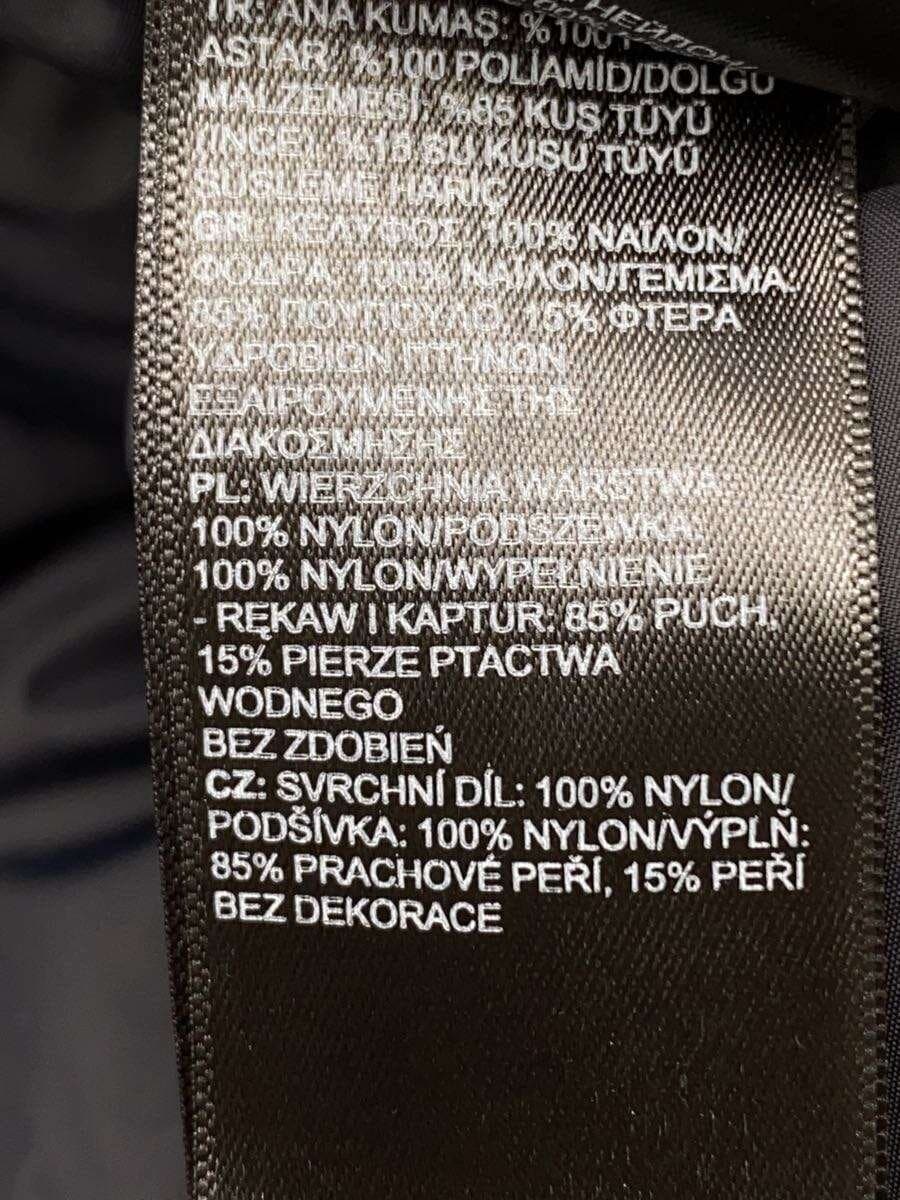 НЕЙЛОН
TR: ANA KUMAŞ: %100
ASTAR: %100 POLİAMİD/DOLGU
MALZEMESİ: %85 KUŞ TÜYÜ
(İNCE), %15 SU KUŞU TÜYÜ
SÜSLEME HARİÇ
GR: ΚΕΛΥΦΟΣ. 100% ΝΑΪΛΟΝ/
ΦΟΔΡΑ. 100% ΝΑΪΛΟΝ/ΓΕΜΙΣΜΑ.
85% ΠΟΥΠΟΥΛΟ, 15% ΦΤΕΡΑ
ΥΔΡΟΒΙΩΝ ΠΤΗΝΩΝ
ΕΞΑΙΡΟΥΜΕΝΗΣ ΤΗΣ
ΔΙΑΚΟΣΜΗΣΗΣ
PL: WIERZCHNIA WARSTWA
100% NYLON/PODSZEWKA.
100% NYLON/WYPEŁNIENIE
- RĘKAW I KAPTUR: 85% PUCH,
15% PIERZE PTACTWA
WODNEGO
BEZ ZDOBIEŃ
CZ: SVRCHNÍ DÍL: 100% NYLON/
PODŠÍVKA: 100% NYLON/VÝPLŇ:
85% PRACHOVÉ PEŘÍ, 15% PEŘÍ
BEZ DEKORACE